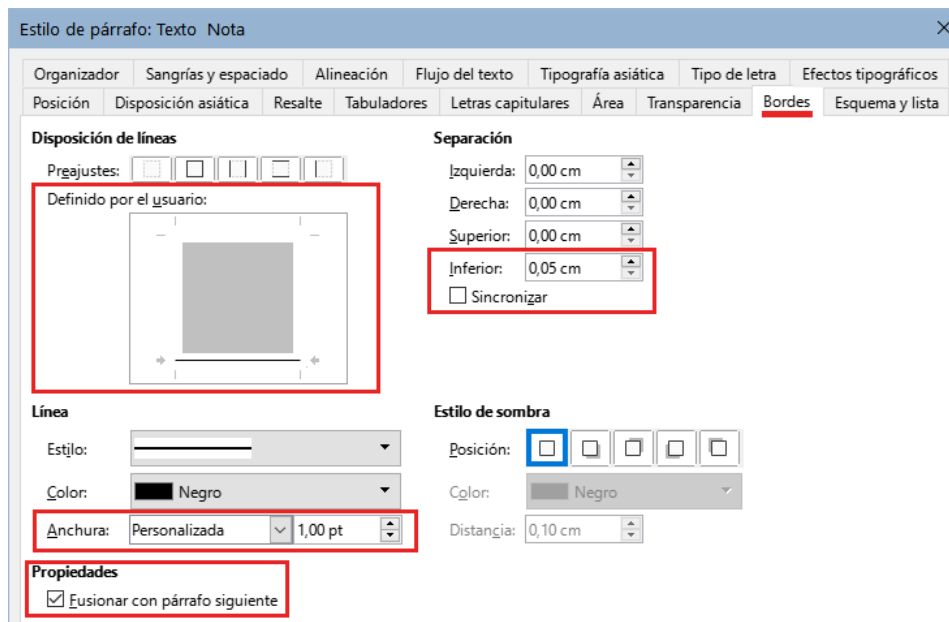 Estilo de párrafo: Texto Nota
Organizador Sangrías y espaciado Alineación Flujo del texto Tipografía asiática Tipo de letra Efectos tipográficos
Posición Disposición asiática Resalte Tabuladores Letras capitulares Área Transparencia Bordes Esquema y lista
Disposición de líneas
Preajustes:
Definido por el usuario:
Separación
Izquierda: 0,00 cm
Derecha: 0,00 cm
Superior: 0,00 cm
Inferior: 0,05 cm
Sincronizar
Línea
Estilo:
Color: Negro
Anchura: Personalizada 1,00 pt
Estilo de sombra
Posición:
Color: Negro
Distancia: 0,10 cm
Propiedades
Fusionar con párrafo siguiente